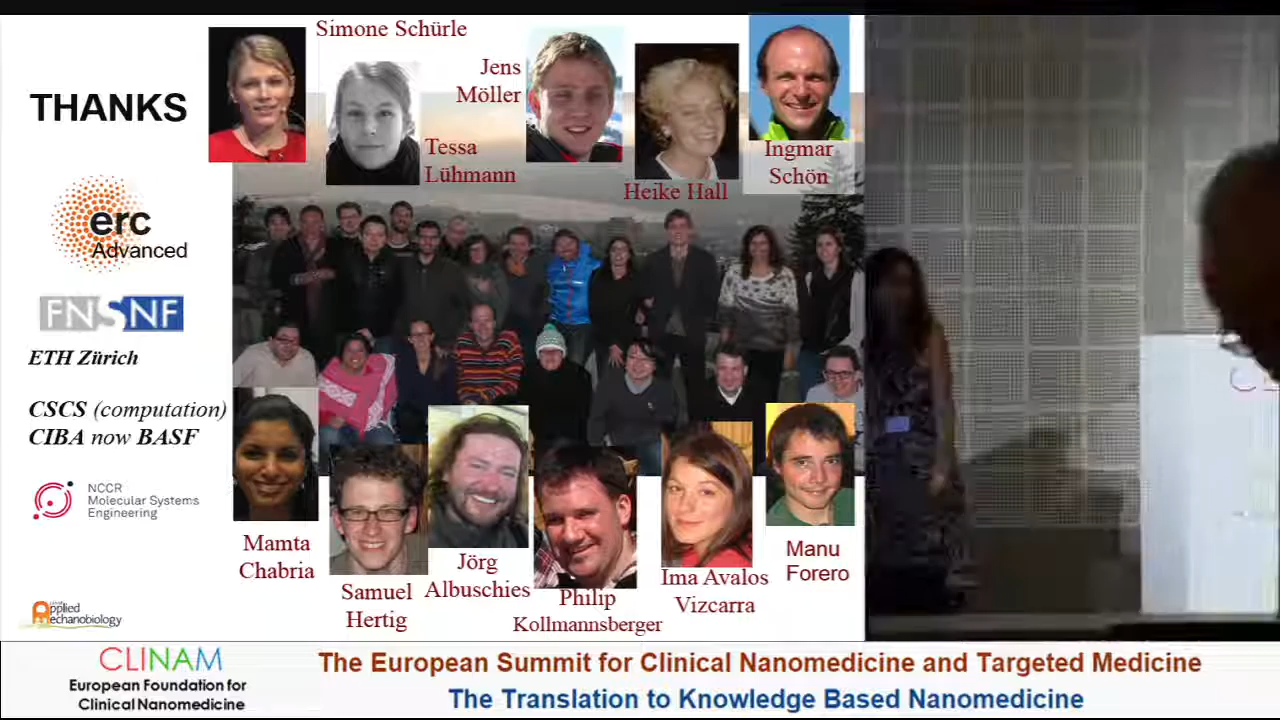 THANKS
Simone Schürle
Jens
Möller
Tessa
Lühmann
Heike Hall
Ingmar
Schön
erc
Advanced
FNSNF
ETH Zürich
CSCS (computation)
CIBA now BASF
NCCR
Molecular Systems
Engineering
Mamta
Chabria
Samuel
Hertig
Jörg
Albuschies
Philip
Kollmannsberger
Ima Avalos
Vizcarra
Manu
Forero
Applied
Mechanobiology
CLINAM
European Foundation for
Clinical Nanomedicine
The European Summit for Clinical Nanomedicine and Targeted Medicine
The Translation to Knowledge Based Nanomedicine